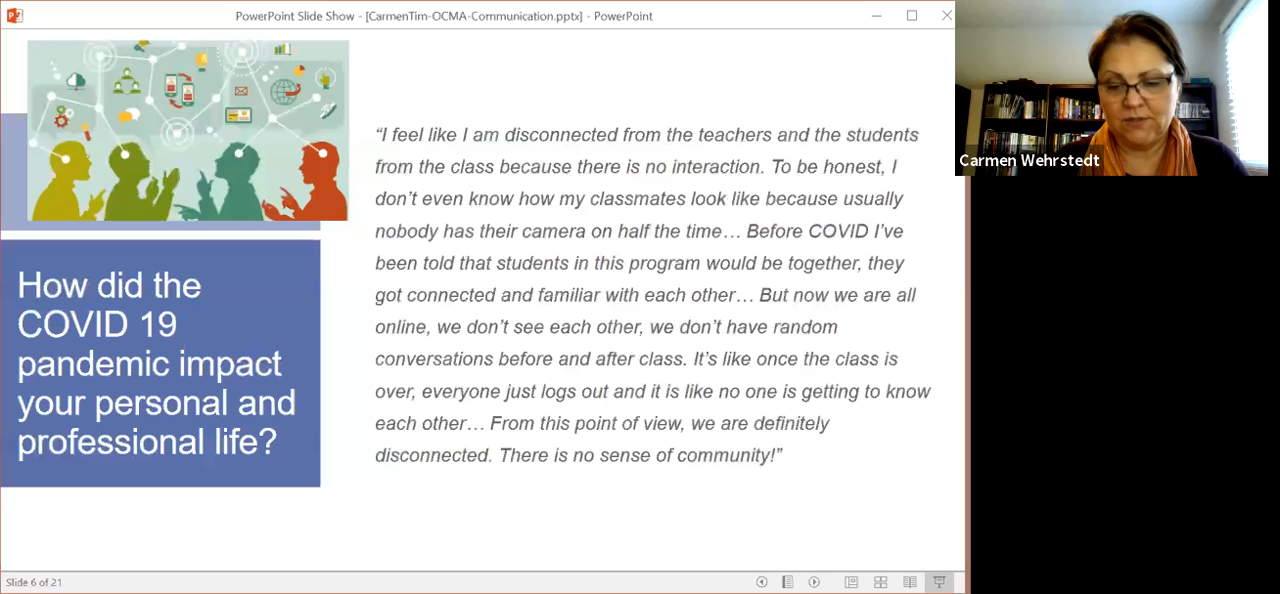 PowerPoint Slide Show - [CarmenTim-OCMA-Communication.pptx] - PowerPoint
Carmen Wehrstedt
How did the
COVID 19
pandemic impact
your personal and
professional life?
“I feel like I am disconnected from the teachers and the students
from the class because there is no interaction. To be honest, I
don’t even know how my classmates look like because usually
nobody has their camera on half the time… Before COVID I’ve
been told that students in this program would be together, they
got connected and familiar with each other… But now we are all
online, we don’t see each other, we don’t have random
conversations before and after class. It’s like once the class is
over, everyone just logs out and it is like no one is getting to know
each other… From this point of view, we are definitely
disconnected. There is no sense of community!”
Slide 6 of 21